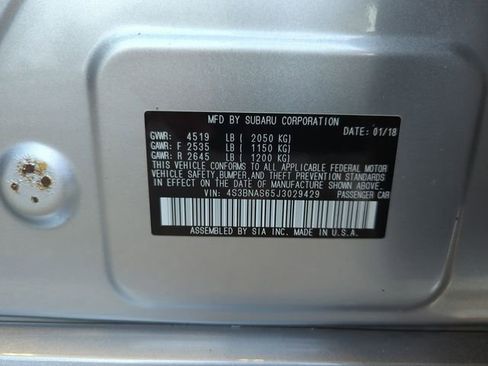 MFD BY SUBARU CORPORATION
DATE: 01/18
GVWR: 4519 LB ( 2050 KG)
GAWR: F 2535 LB ( 1150 KG)
GAWR: R 2645 LB ( 1200 KG)
THIS VEHICLE CONFORMS TO ALL APPLICABLE FEDERAL MOTOR
VEHICLE SAFETY, BUMPER, AND THEFT PREVENTION STANDARDS
IN EFFECT ON THE DATE OF MANUFACTURE SHOWN ABOVE.
4S3BNAS65J3029429 PASSENGER CAR
ASSEMBLED BY SIA INC. MADE IN U.S.A.